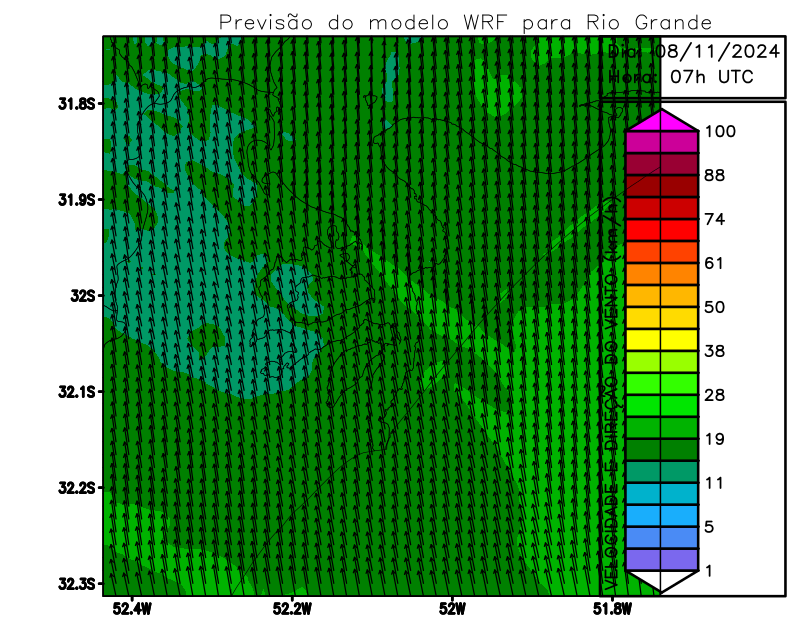 Previsão do modelo WRF para Rio Grande
Dia: 08/11/2024
Hora: 07h UTC
31.8S
31.9S
32S
32.1S
32.2S
32.3S
52.4W
52.2W
52W
51.8W
VELOCIDADE E DIREÇÃO DO VENTO (km/h)
100
88
74
61
50
38
28
19
11
5
1